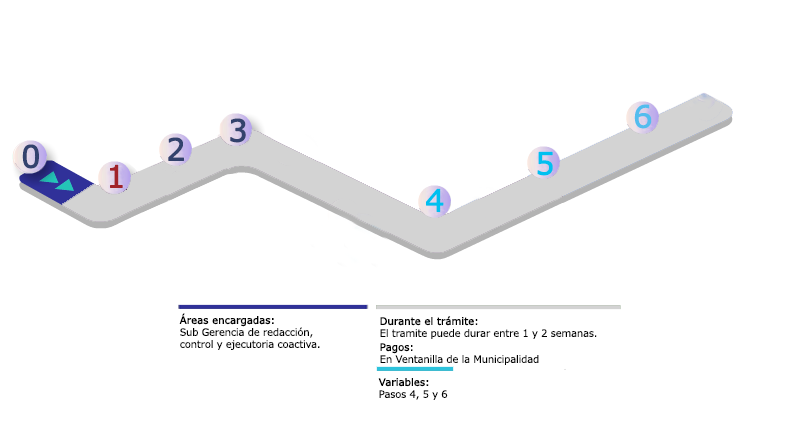 0
1
2
3
4
5
6
Áreas encargadas:
Sub Gerencia de redacción,
control y ejecutoria coactiva.
Durante el trámite:
El tramite puede durar entre 1 y 2 semanas.
Pagos:
En Ventanilla de la Municipalidad
Variables:
Pasos 4, 5 y 6